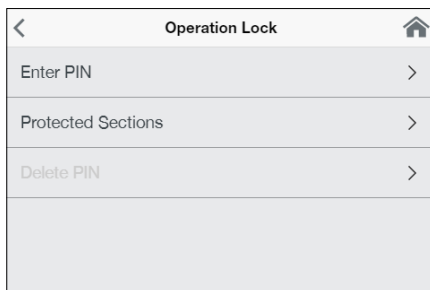 Operation Lock
Enter PIN
Protected Sections
Delete PIN